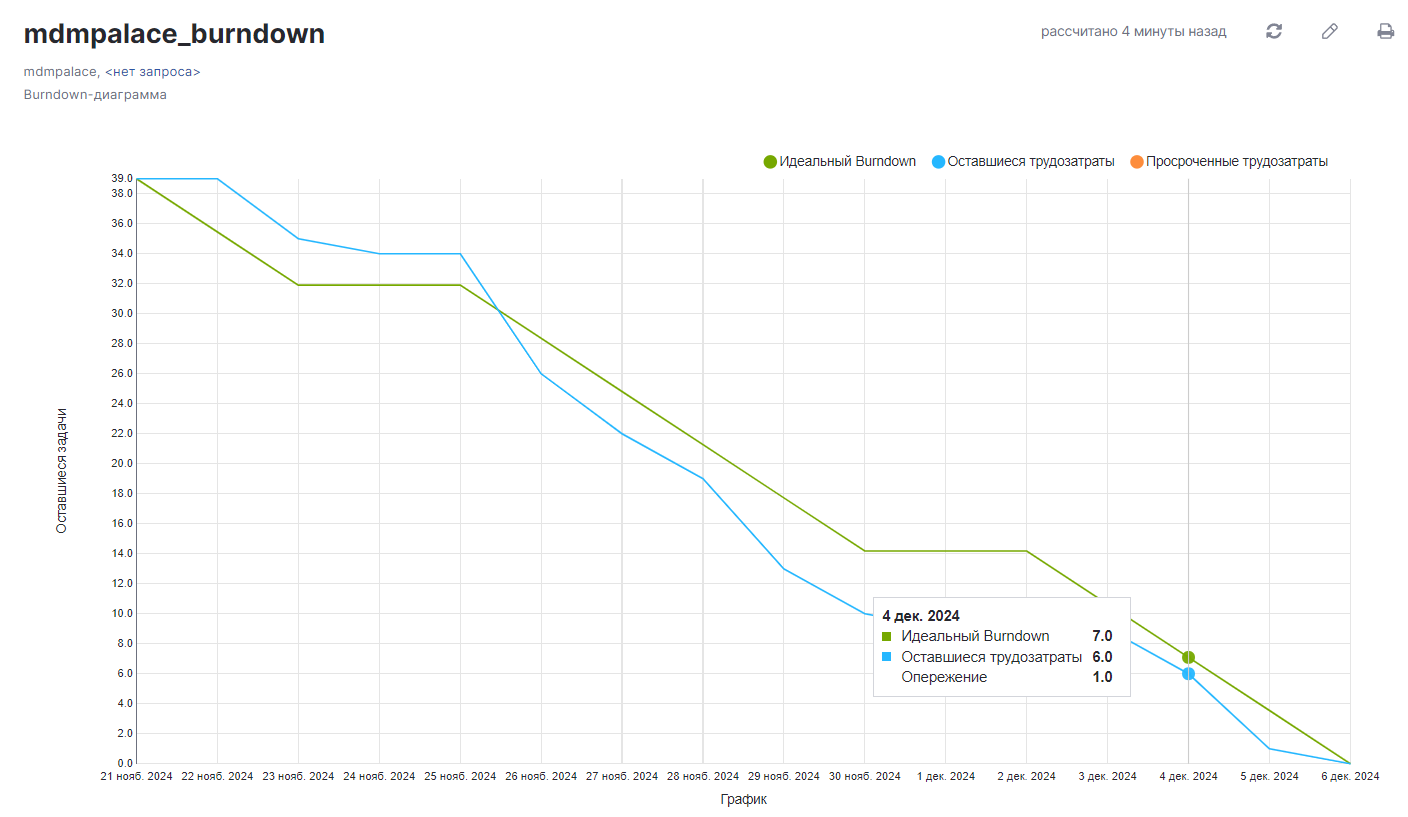 mdmpalace_burndown
рассчитано 4 минуты назад
mdmpalace, <нет запроса>
Burndown-диаграмма
Идеальный Burndown
Оставшиеся трудозатраты
Просроченные трудозатраты
39.0
38.0
36.0
34.0
32.0
30.0
28.0
26.0
24.0
22.0
20.0
18.0
16.0
14.0
12.0
10.0
8.0
6.0
4.0
2.0
0.0
Оставшиеся задачи
4 дек. 2024
Идеальный Burndown 7.0
Оставшиеся трудозатраты 6.0
Опережение 1.0
21 нояб. 2024 22 нояб. 2024 23 нояб. 2024 24 нояб. 2024 25 нояб. 2024 26 нояб. 2024 27 нояб. 2024 28 нояб. 2024 29 нояб. 2024 30 нояб. 2024 1 дек. 2024 2 дек. 2024 3 дек. 2024 4 дек. 2024 5 дек. 2024 6 дек. 2024
График